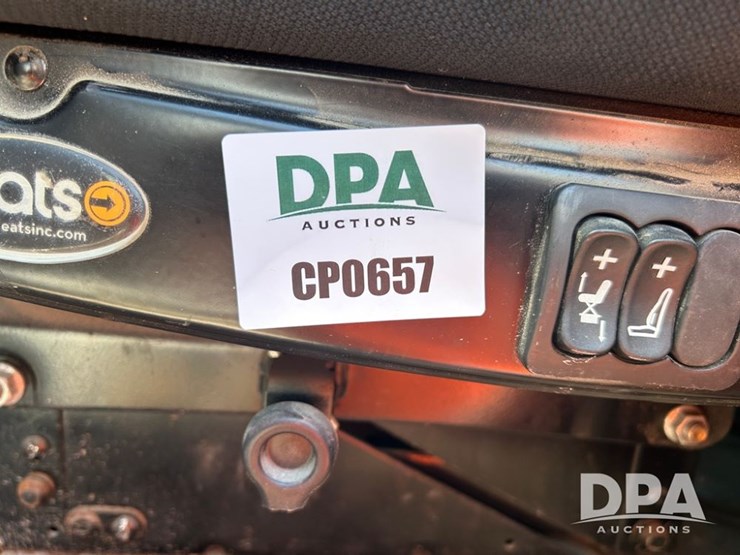 DPA
AUCTIONS
CP0657
ats
eatsinc.com
DPA
AUCTIONS